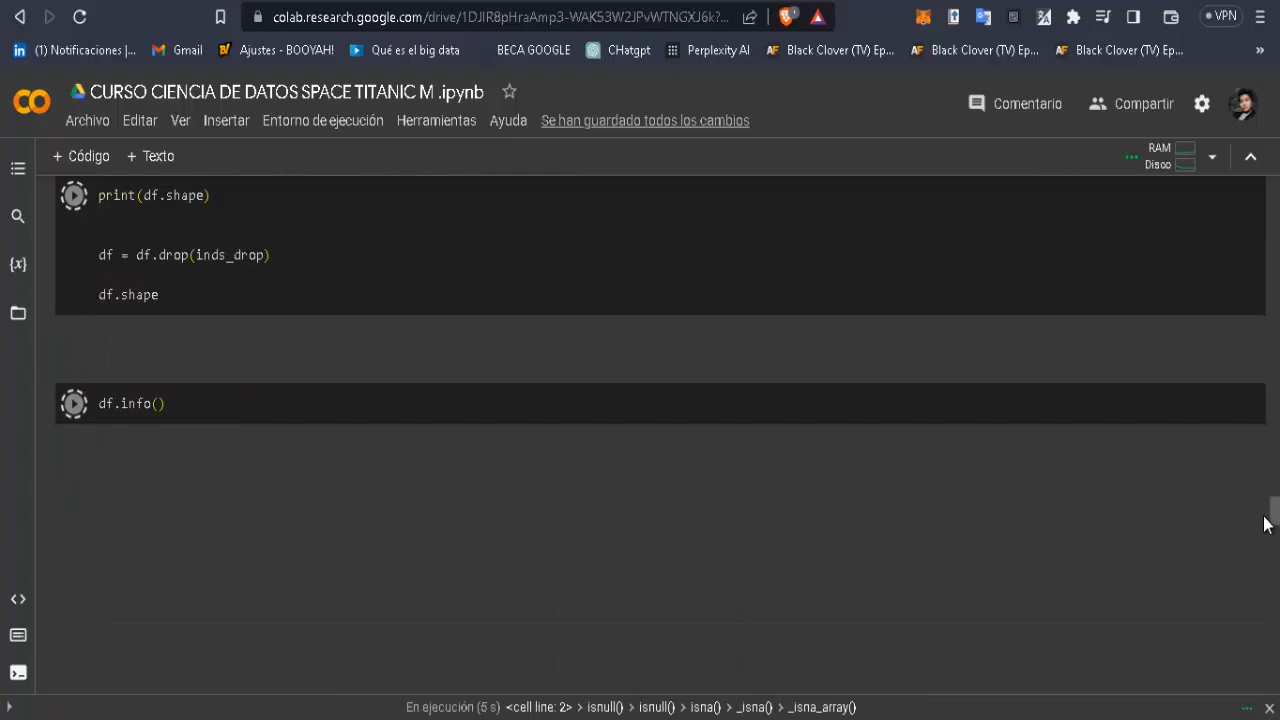 colab.research.google.com/drive/1DJIR8pHraAmp3-WAK53W2JPvWTNGXJ6k?...
VPN
(1) Notificaciones |...
Gmail
Ajustes - BOOYAH!
Qué es el big data
BECA GOOGLE
CHatgpt
Perplexity AI
Black Clover (TV) Ep...
Black Clover (TV) Ep...
Black Clover (TV) Ep...
»
CURSO CIENCIA DE DATOS SPACE TITANIC M .ipynb
Comentario
Compartir
Archivo Editar Ver Insertar Entorno de ejecución Herramientas Ayuda Se han guardado todos los cambios
+ Código + Texto
RAM
Disco
print(df.shape)
df = df.drop(inds_drop)
df.shape
df.info()
En ejecución (5 s) <cell line: 2> > isnull() > isnull() > isna() > _isna() > _isna_array()